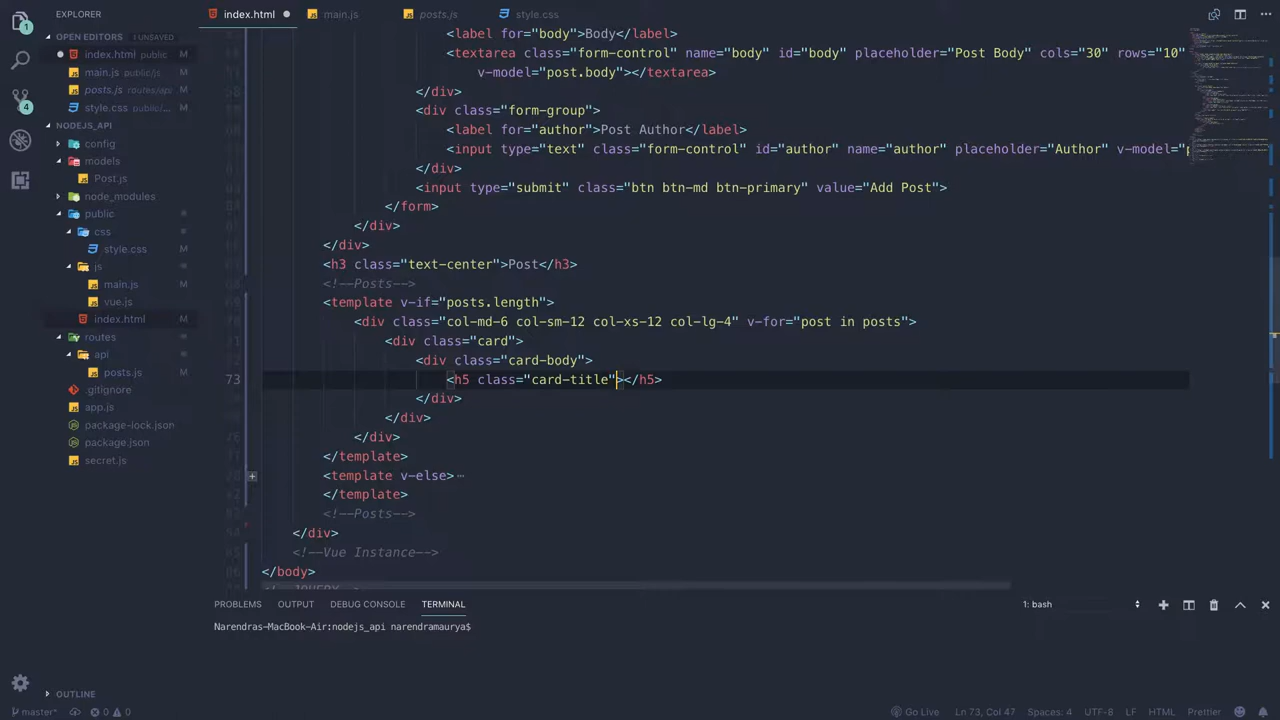 EXPLORER
index.html
main.js
posts.js
style.css
OPEN EDITORS 1 UNSAVED
index.html public
main.js public/js
posts.js routes/api
style.css public/...
NODEJS_API
config
models
Post.js
node_modules
public
css
style.css M
js
main.js M
vue.js M
index.html M
routes
api
posts.js M
.gitignore
app.js M
package-lock.json M
package.json M
secret.js
<label for="body">Body</label>
<textarea class="form-control" name="body" id="body" placeholder="Post Body" cols="30" rows="10"
v-model="post.body"></textarea>
</div>
<div class="form-group">
<label for="author">Post Author</label>
<input type="text" class="form-control" id="author" name="author" placeholder="Author" v-model="
</div>
<input type="submit" class="btn btn-md btn-primary" value="Add Post">
</form>
</div>
</div>
<h3 class="text-center">Post</h3>
<!--Posts-->
<template v-if="posts.length">
<div class="col-md-6 col-sm-12 col-xs-12 col-lg-4" v-for="post in posts">
<div class="card">
<div class="card-body">
73 <h5 class="card-title"></h5>
</div>
</div>
</div>
</template>
<template v-else>…
</template>
<!--Posts-->
</div>
<!--Vue Instance-->
</body>
PROBLEMS OUTPUT DEBUG CONSOLE TERMINAL 1: bash
Narendras-MacBook-Air:nodejs_api narendramaurya$
OUTLINE
master* 0 0 Go Live Ln 73, Col 47 Spaces: 4 UTF-8 LF HTML Prettier